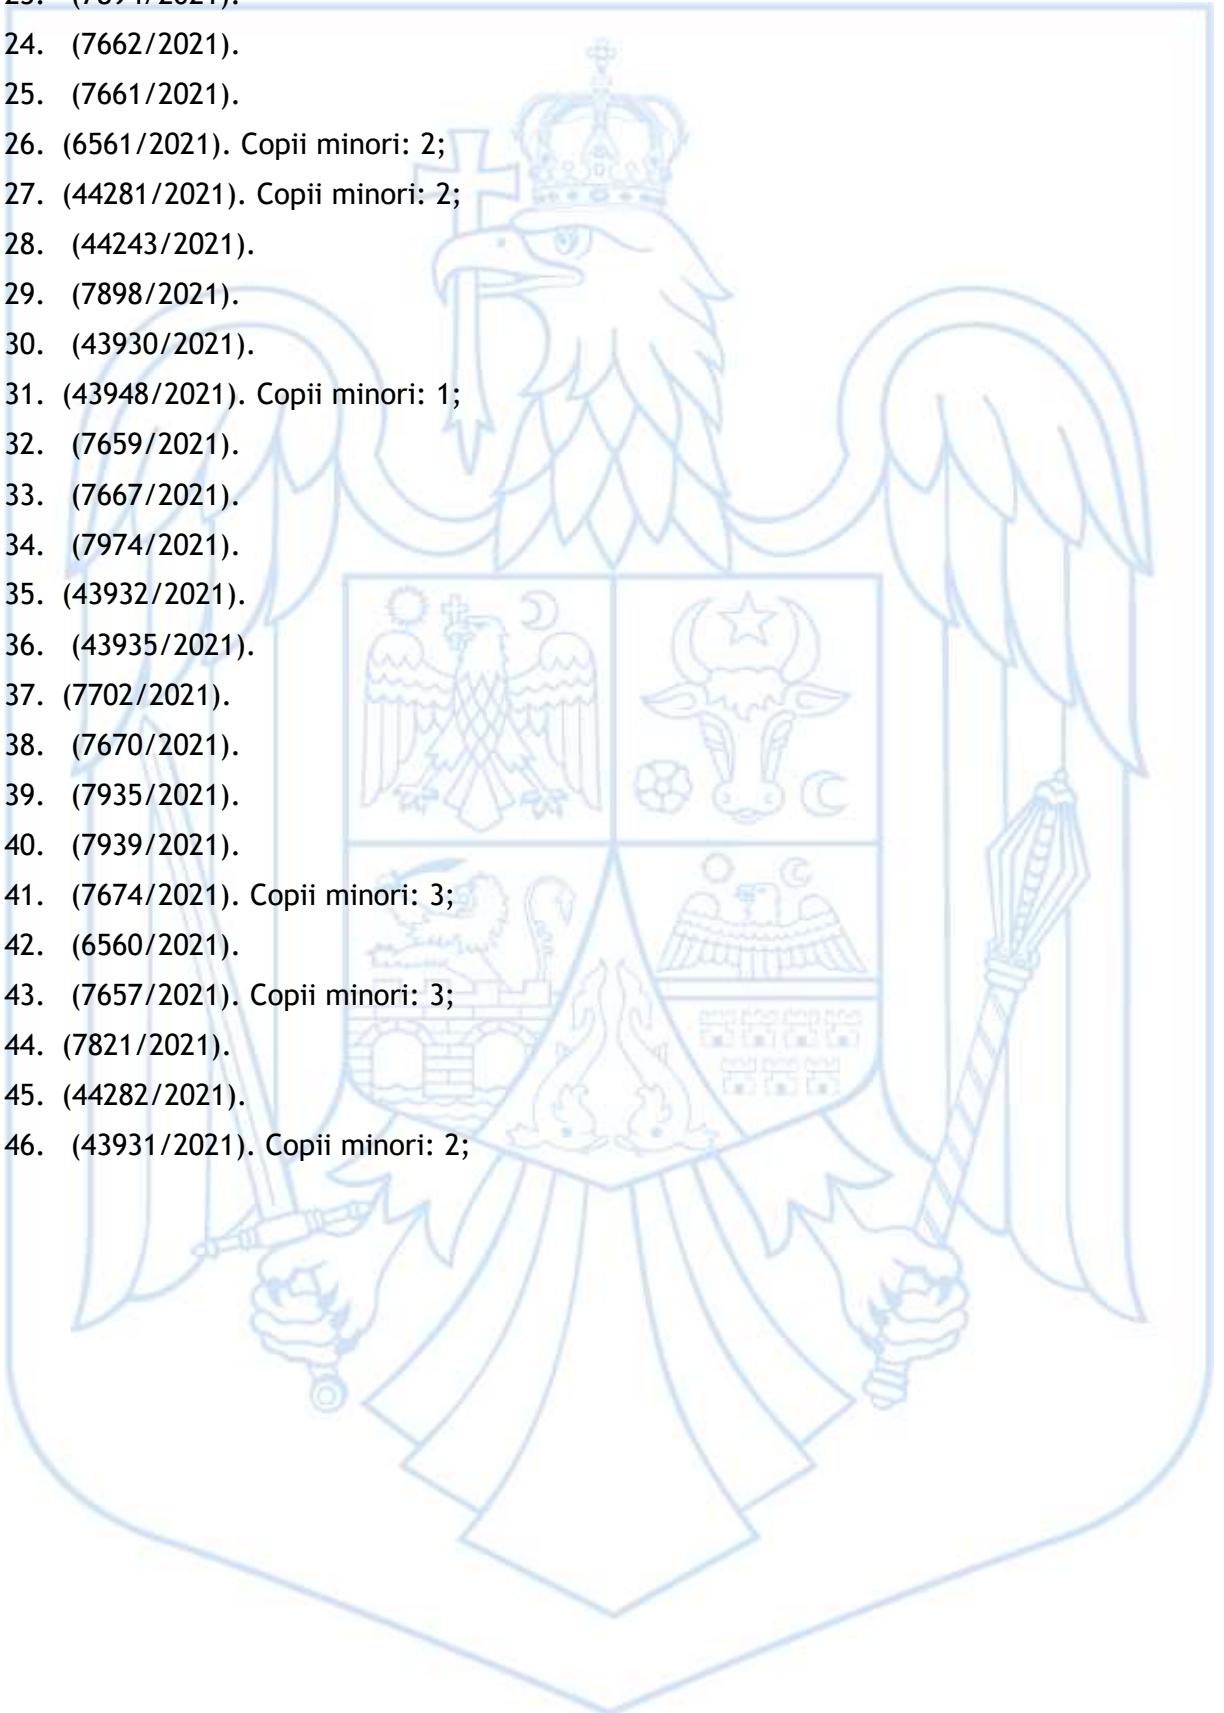 24. (7662/2021).
25. (7661/2021).
26. (6561/2021). Copii minori: 2;
27. (44281/2021). Copii minori: 2;
28. (44243/2021).
29. (7898/2021).
30. (43930/2021).
31. (43948/2021). Copii minori: 1;
32. (7659/2021).
33. (7667/2021).
34. (7974/2021).
35. (43932/2021).
36. (43935/2021).
37. (7702/2021).
38. (7670/2021).
39. (7935/2021).
40. (7939/2021).
41. (7674/2021). Copii minori: 3;
42. (6560/2021).
43. (7657/2021). Copii minori: 3;
44. (7821/2021).
45. (44282/2021).
46. (43931/2021). Copii minori: 2;